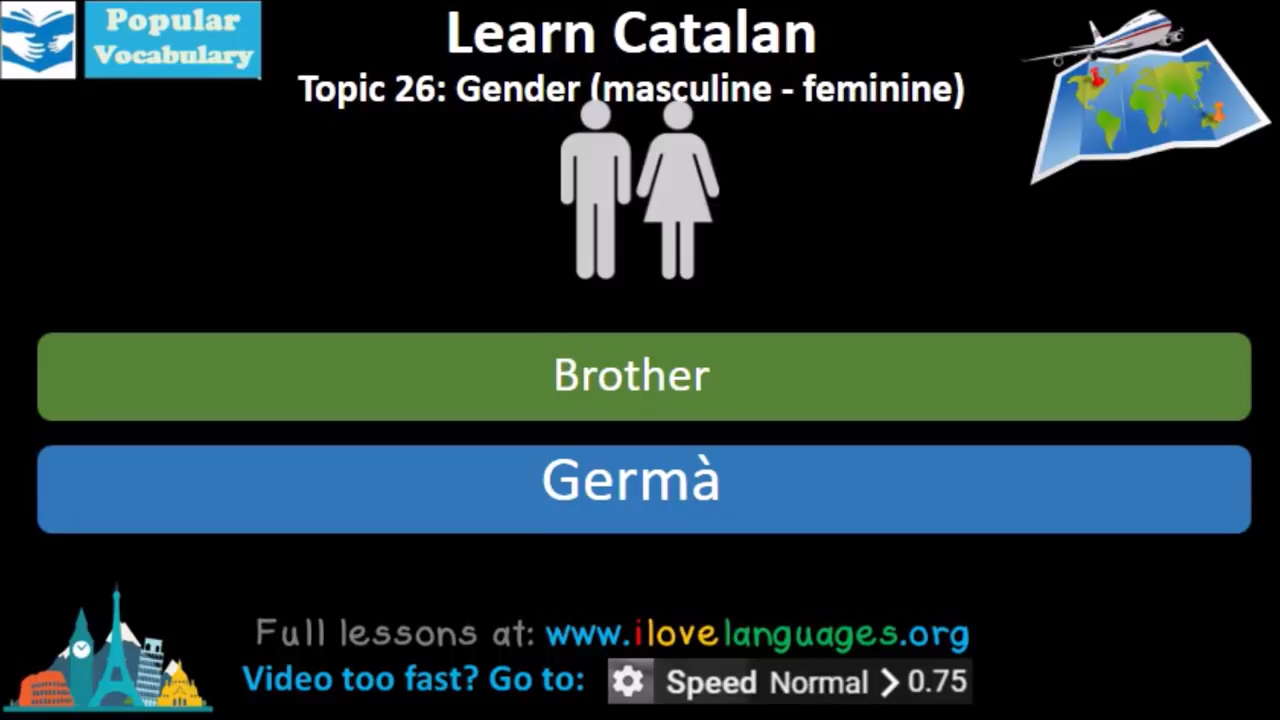 Popular
Vocabulary
Learn Catalan
Topic 26: Gender (masculine - feminine)
Brother
Germà
Full lessons at: www.ilovelanguages.org
Video too fast? Go to: Speed Normal > 0.75